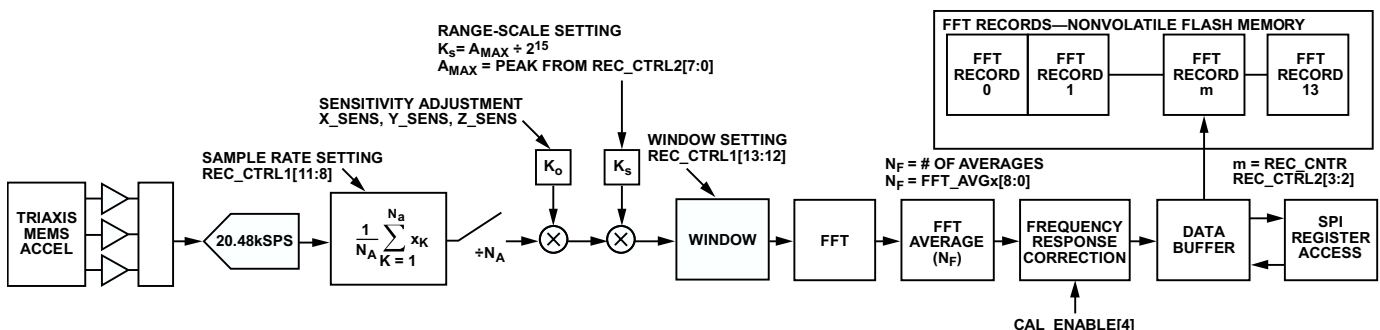 FFT RECORDS—NONVOLATILE FLASH MEMORY
FFT
RECORD
0
FFT
RECORD
1
FFT
RECORD
m
FFT
RECORD
13
RANGE-SCALE SETTING
Ks= AMAX ÷ 2¹⁵
AMAX = PEAK FROM REC_CTRL2[7:0]
SENSITIVITY ADJUSTMENT
X_SENS, Y_SENS, Z_SENS
WINDOW SETTING
REC_CTRL1[13:12]
SAMPLE RATE SETTING
REC_CTRL1[11:8]
Ko
Ks
NF = # OF AVERAGES
NF = FFT_AVGx[8:0]
m = REC_CNTR
REC_CTRL2[3:2]
TRIAXIS
MEMS
ACCEL
20.48kSPS
Na
1
NA
∑ xK
K = 1
÷NA
×
×
WINDOW
FFT
FFT
AVERAGE
(NF)
FREQUENCY
RESPONSE
CORRECTION
DATA
BUFFER
SPI
REGISTER
ACCESS
CAL_ENABLE[4]